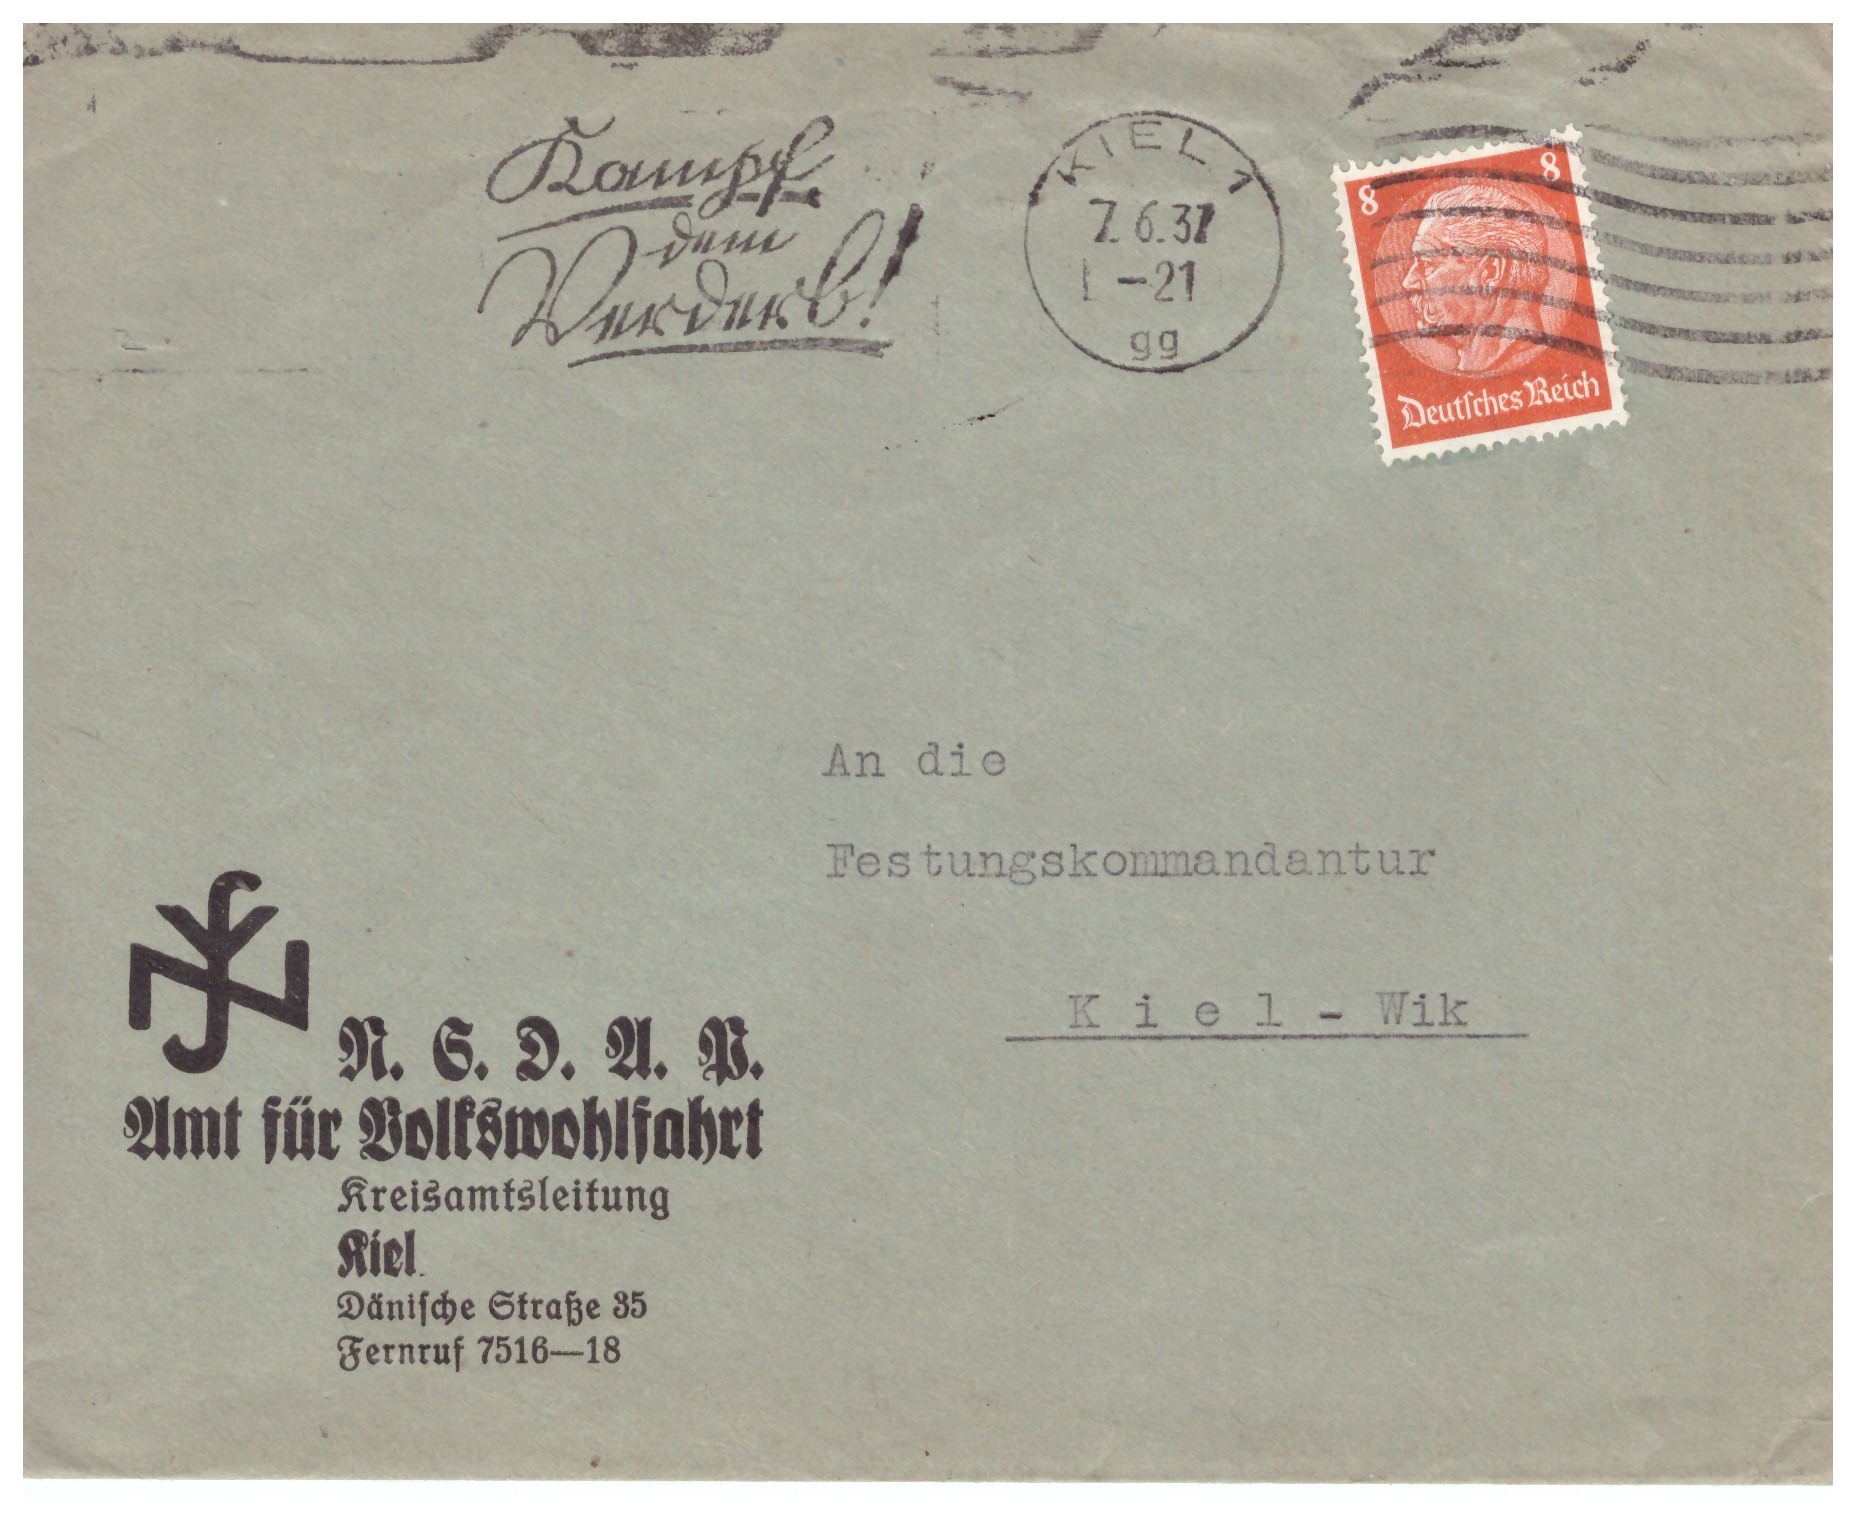 Kampf
dem
Verderb!
KIEL 1
7.6.37
-21
gg
8 8
Deutsches Reich
An die
Festungskommandantur
Kiel-Wik
N. S. D. A. P.
Amt für Volkswohlfahrt
Kreisamtsleitung
Kiel
Dänische Straße 35
Fernruf 7516—18